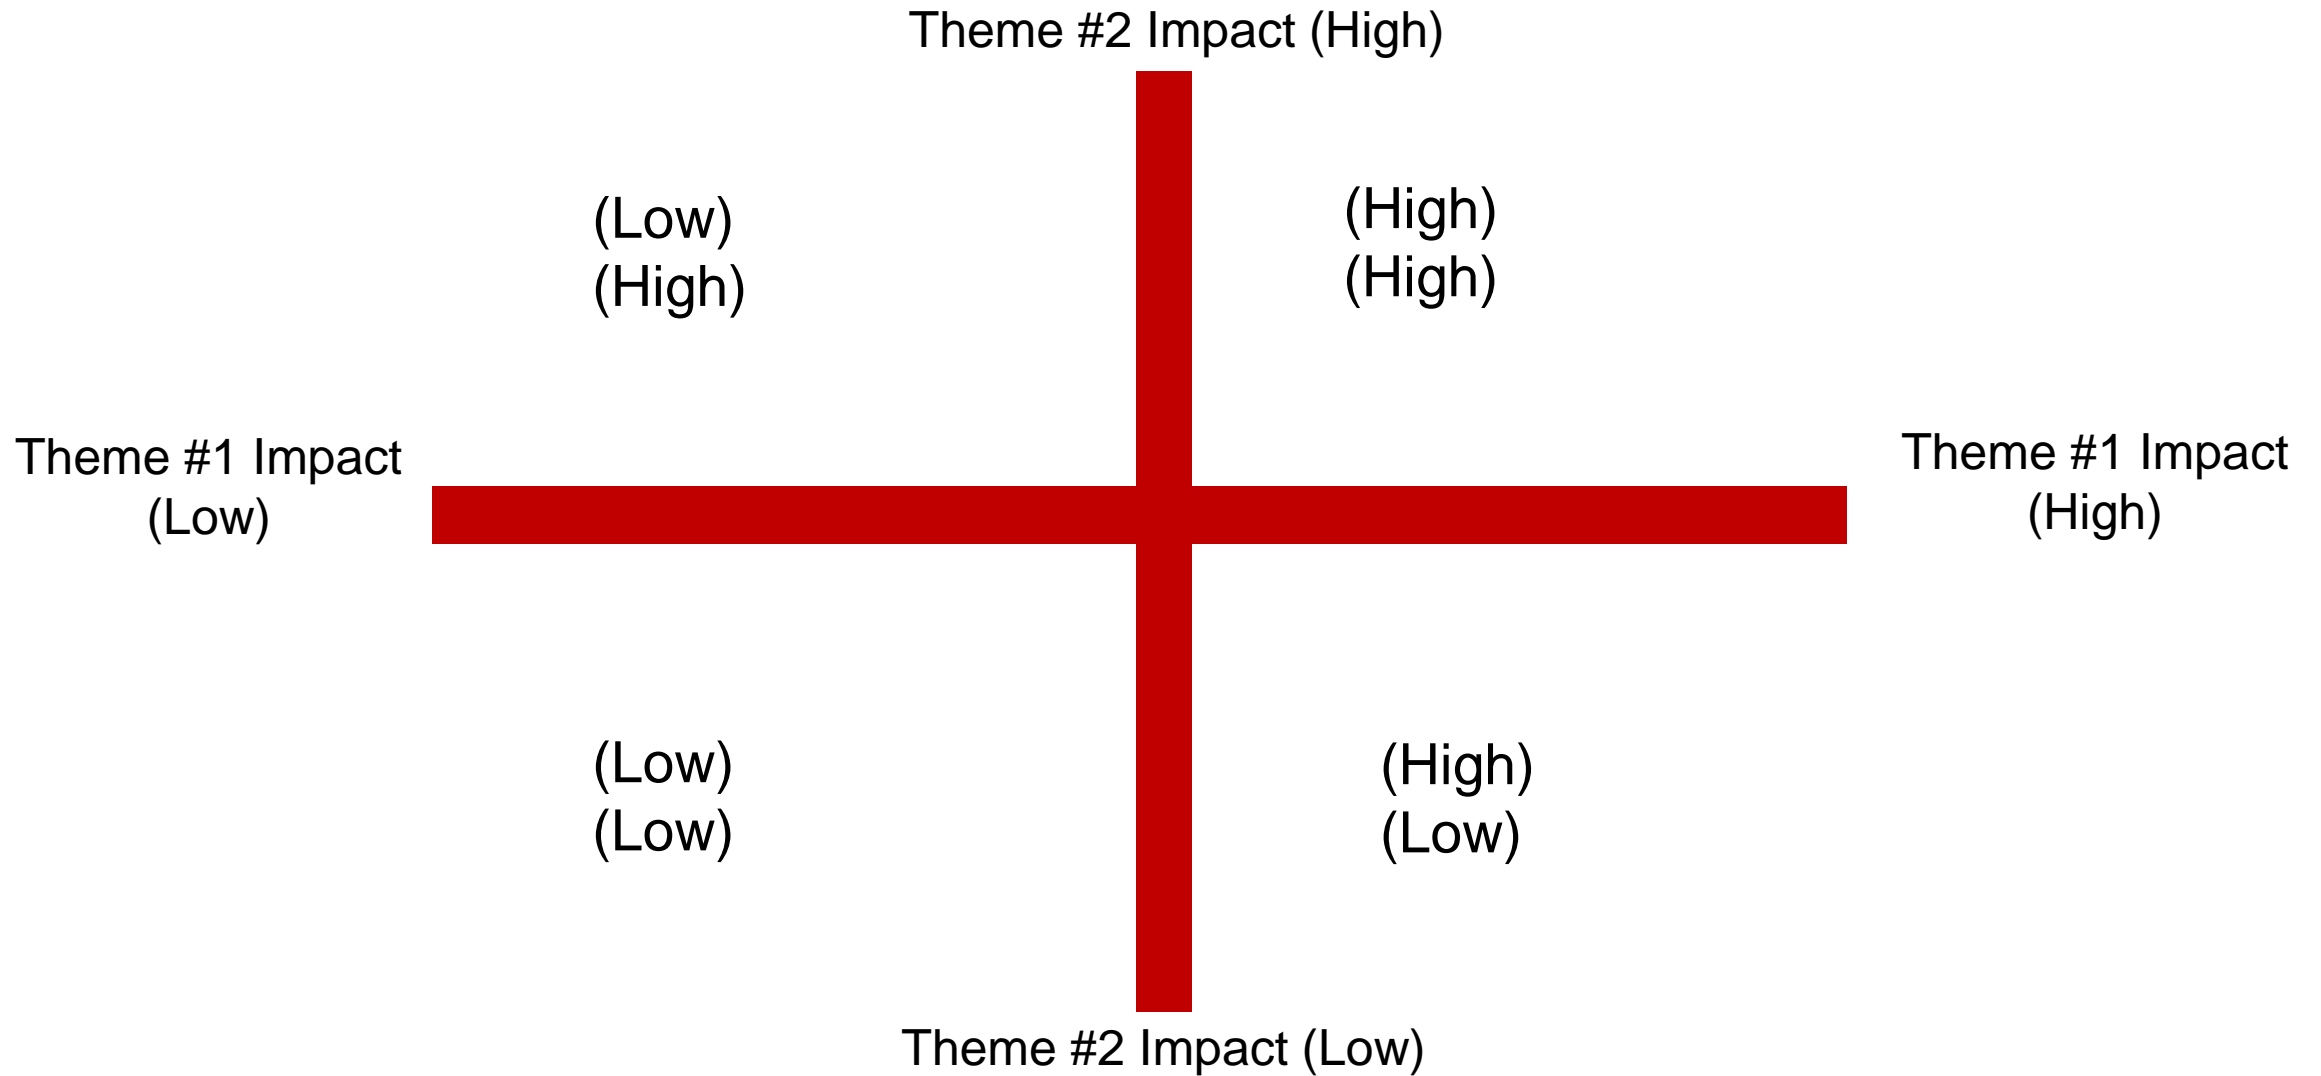 Theme #2 Impact (High)
(Low)
(High)
(High)
(High)
Theme #1 Impact
(Low)
Theme #1 Impact
(High)
(Low)
(Low)
(High)
(Low)
Theme #2 Impact (Low)